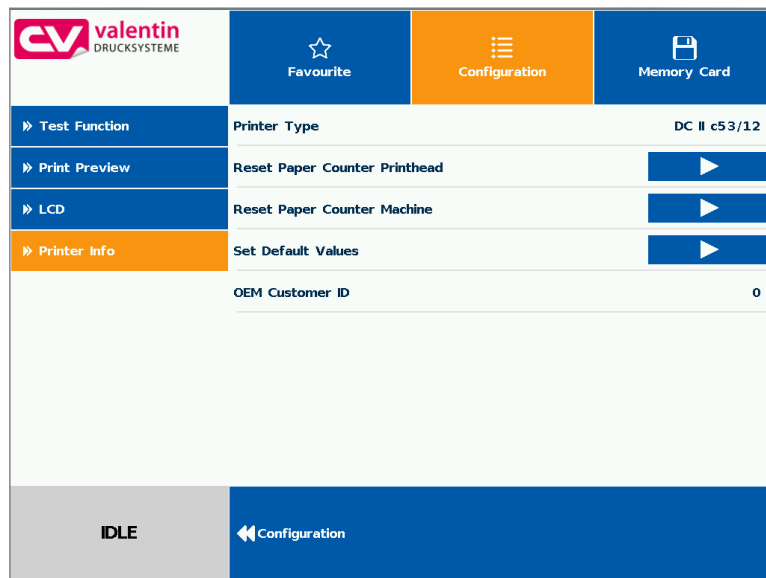 CV valentin
DRUCKSYSTEME
Favourite
Configuration
Memory Card
Test Function
Print Preview
LCD
Printer Info
Printer Type DC II c53/12
Reset Paper Counter Printhead
Reset Paper Counter Machine
Set Default Values
OEM Customer ID 0
IDLE
Configuration